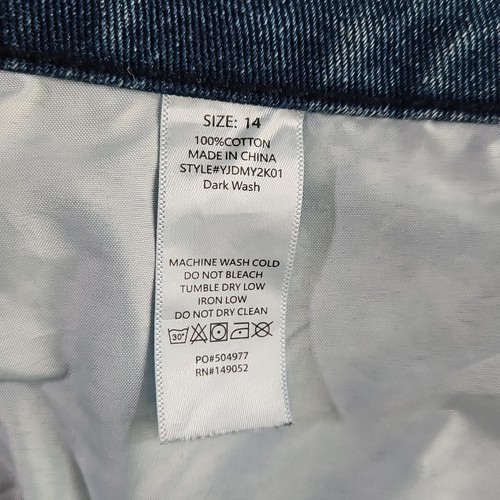 SIZE: 14
100%COTTON
MADE IN CHINA
STYLE#YJDMY2K01
Dark Wash
MACHINE WASH COLD
DO NOT BLEACH
TUMBLE DRY LOW
IRON LOW
DO NOT DRY CLEAN
30°
PO#504977
RN#149052